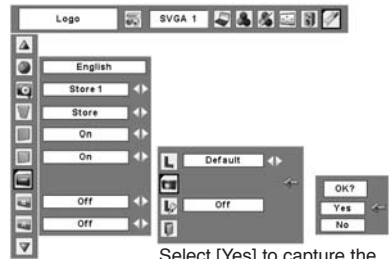 Logo
SVGA 1
English
Store 1
Store
On
On
Off
Off
Default
Off
OK?
Yes
No
Select [Yes] to capture the